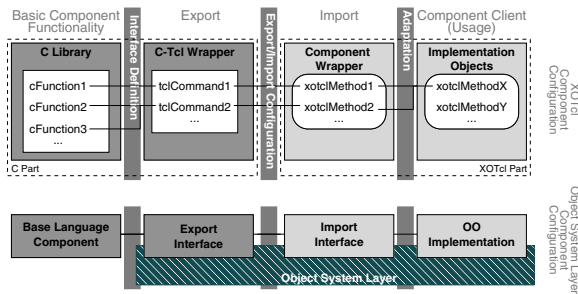 Basic Component
Functionality
Export
Import
Component Client
(Usage)
C Library
cFunction1
cFunction2
cFunction3
...
Interface Definition
C-Tcl Wrapper
tclCommand1
tclCommand2
...
Export/Import Configuration
Component
Wrapper
xotclMethod1
xotclMethod2
...
Adaptation
Implementation
Objects
xotclMethodX
xotclMethodY
...
XOTcl
Component
Configuration
C Part
XOTcl Part
Base Language
Component
Export
Interface
Import
Interface
OO
Implementation
Object System Layer
Object System Layer
Component
Configuration